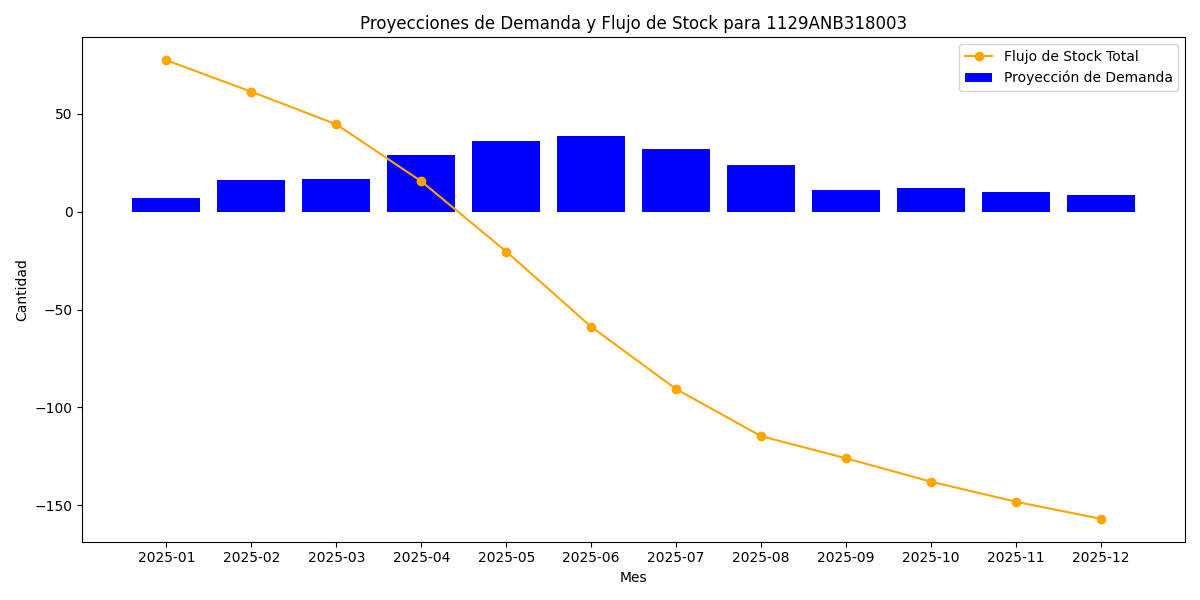 Proyecciones de Demanda y Flujo de Stock para 1129ANB318003
Flujo de Stock Total
Proyección de Demanda
Cantidad
50
0
−50
−100
−150
2025-01 2025-02 2025-03 2025-04 2025-05 2025-06 2025-07 2025-08 2025-09 2025-10 2025-11 2025-12
Mes